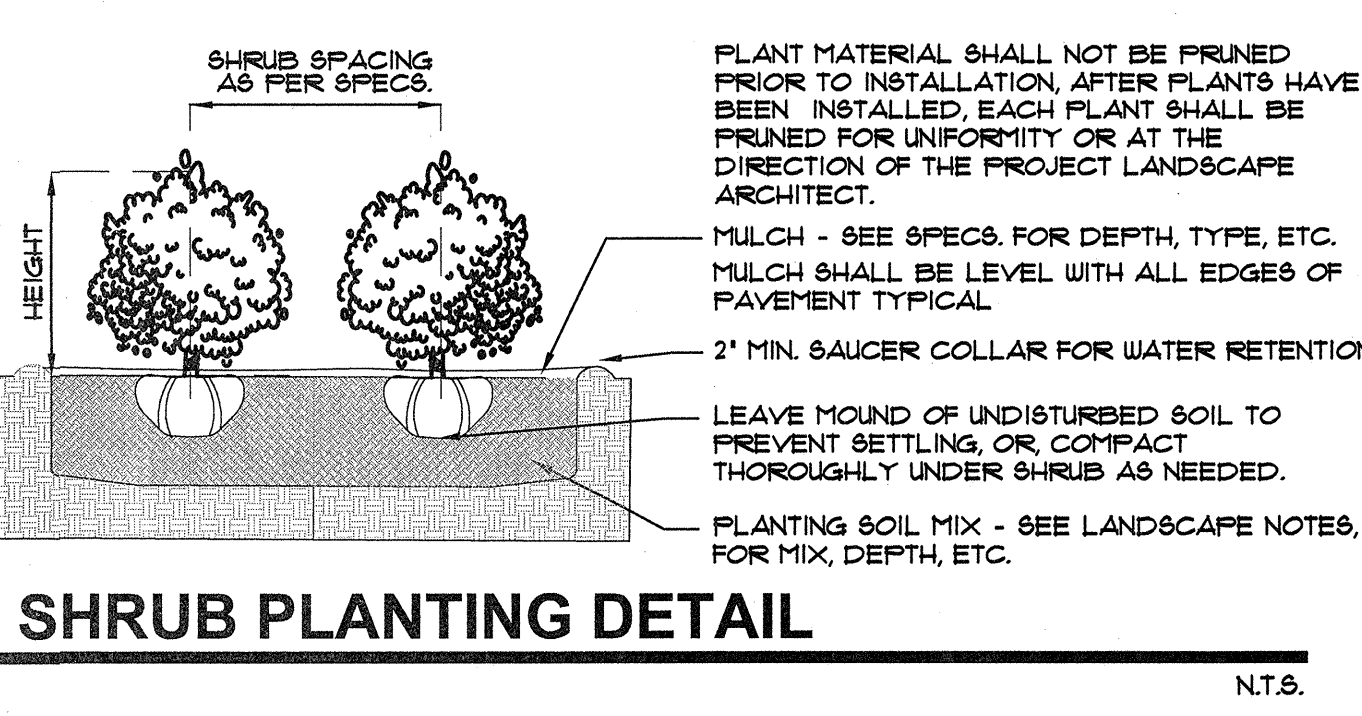 SHRUB SPACING
AS PER SPECS.
HEIGHT
PLANT MATERIAL SHALL NOT BE PRUNED
PRIOR TO INSTALLATION, AFTER PLANTS HAVE
BEEN INSTALLED, EACH PLANT SHALL BE
PRUNED FOR UNIFORMITY OR AT THE
DIRECTION OF THE PROJECT LANDSCAPE
ARCHITECT.
MULCH - SEE SPECS. FOR DEPTH, TYPE, ETC.
MULCH SHALL BE LEVEL WITH ALL EDGES OF
PAVEMENT TYPICAL
2" MIN. SAUCER COLLAR FOR WATER RETENTION
LEAVE MOUND OF UNDISTURBED SOIL TO
PREVENT SETTLING, OR, COMPACT
THOROUGHLY UNDER SHRUB AS NEEDED.
PLANTING SOIL MIX - SEE LANDSCAPE NOTES,
FOR MIX, DEPTH, ETC.
SHRUB PLANTING DETAIL
N.T.S.